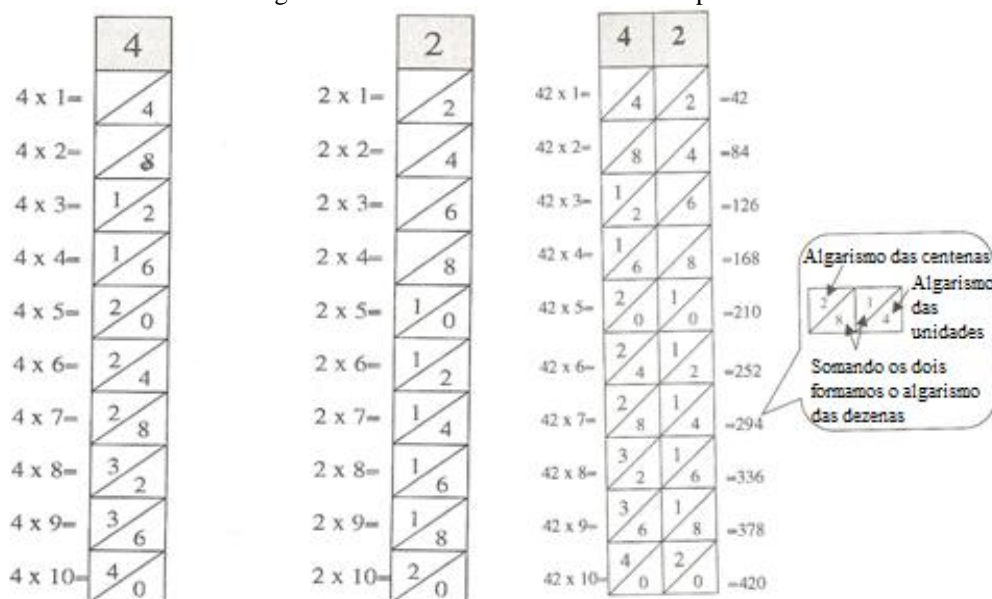 4
4 x 1= 4
4 x 2= 8
4 x 3= 1 2
4 x 4= 1 6
4 x 5= 2 0
4 x 6= 2 4
4 x 7= 2 8
4 x 8= 3 2
4 x 9= 3 6
4 x 10= 4 0
2
2 x 1= 2
2 x 2= 4
2 x 3= 6
2 x 4= 8
2 x 5= 1 0
2 x 6= 1 2
2 x 7= 1 4
2 x 8= 1 6
2 x 9= 1 8
2 x 10= 2 0
4 2
42 x 1= 4 2 =42
42 x 2= 8 4 =84
42 x 3= 1 2 6 =126
42 x 4= 1 6 8 =168
42 x 5= 2 0 1 0 =210
42 x 6= 2 4 1 2 =252
42 x 7= 2 8 1 4 =294
42 x 8= 3 2 1 6 =336
42 x 9= 3 6 1 8 =378
42 x 10= 4 0 2 0 =420
Algarismo das centenas
2 8 1 4
Algarismo
das
unidades
Somando os dois
formamos o algarismo
das dezenas